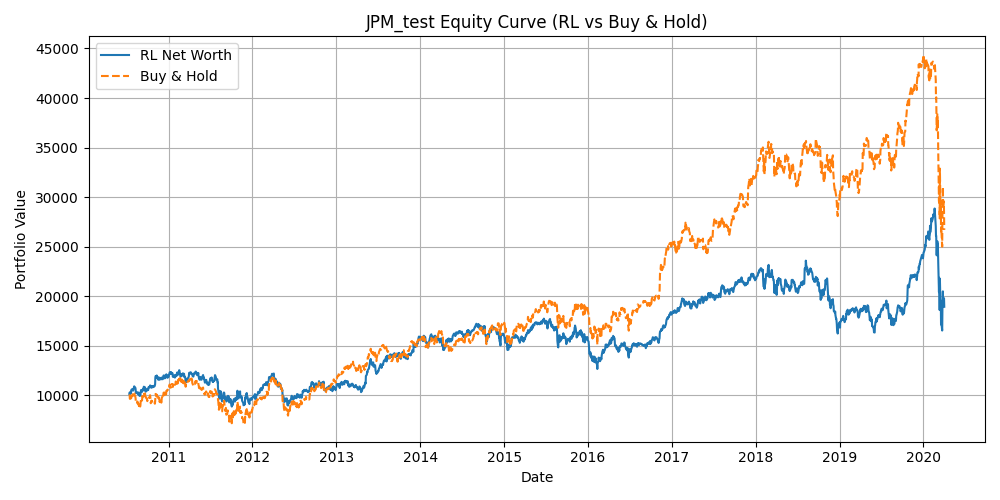 JPM_test Equity Curve (RL vs Buy & Hold)
RL Net Worth
Buy & Hold
45000
40000
35000
30000
25000
20000
15000
10000
Portfolio Value
2011 2012 2013 2014 2015 2016 2017 2018 2019 2020
Date